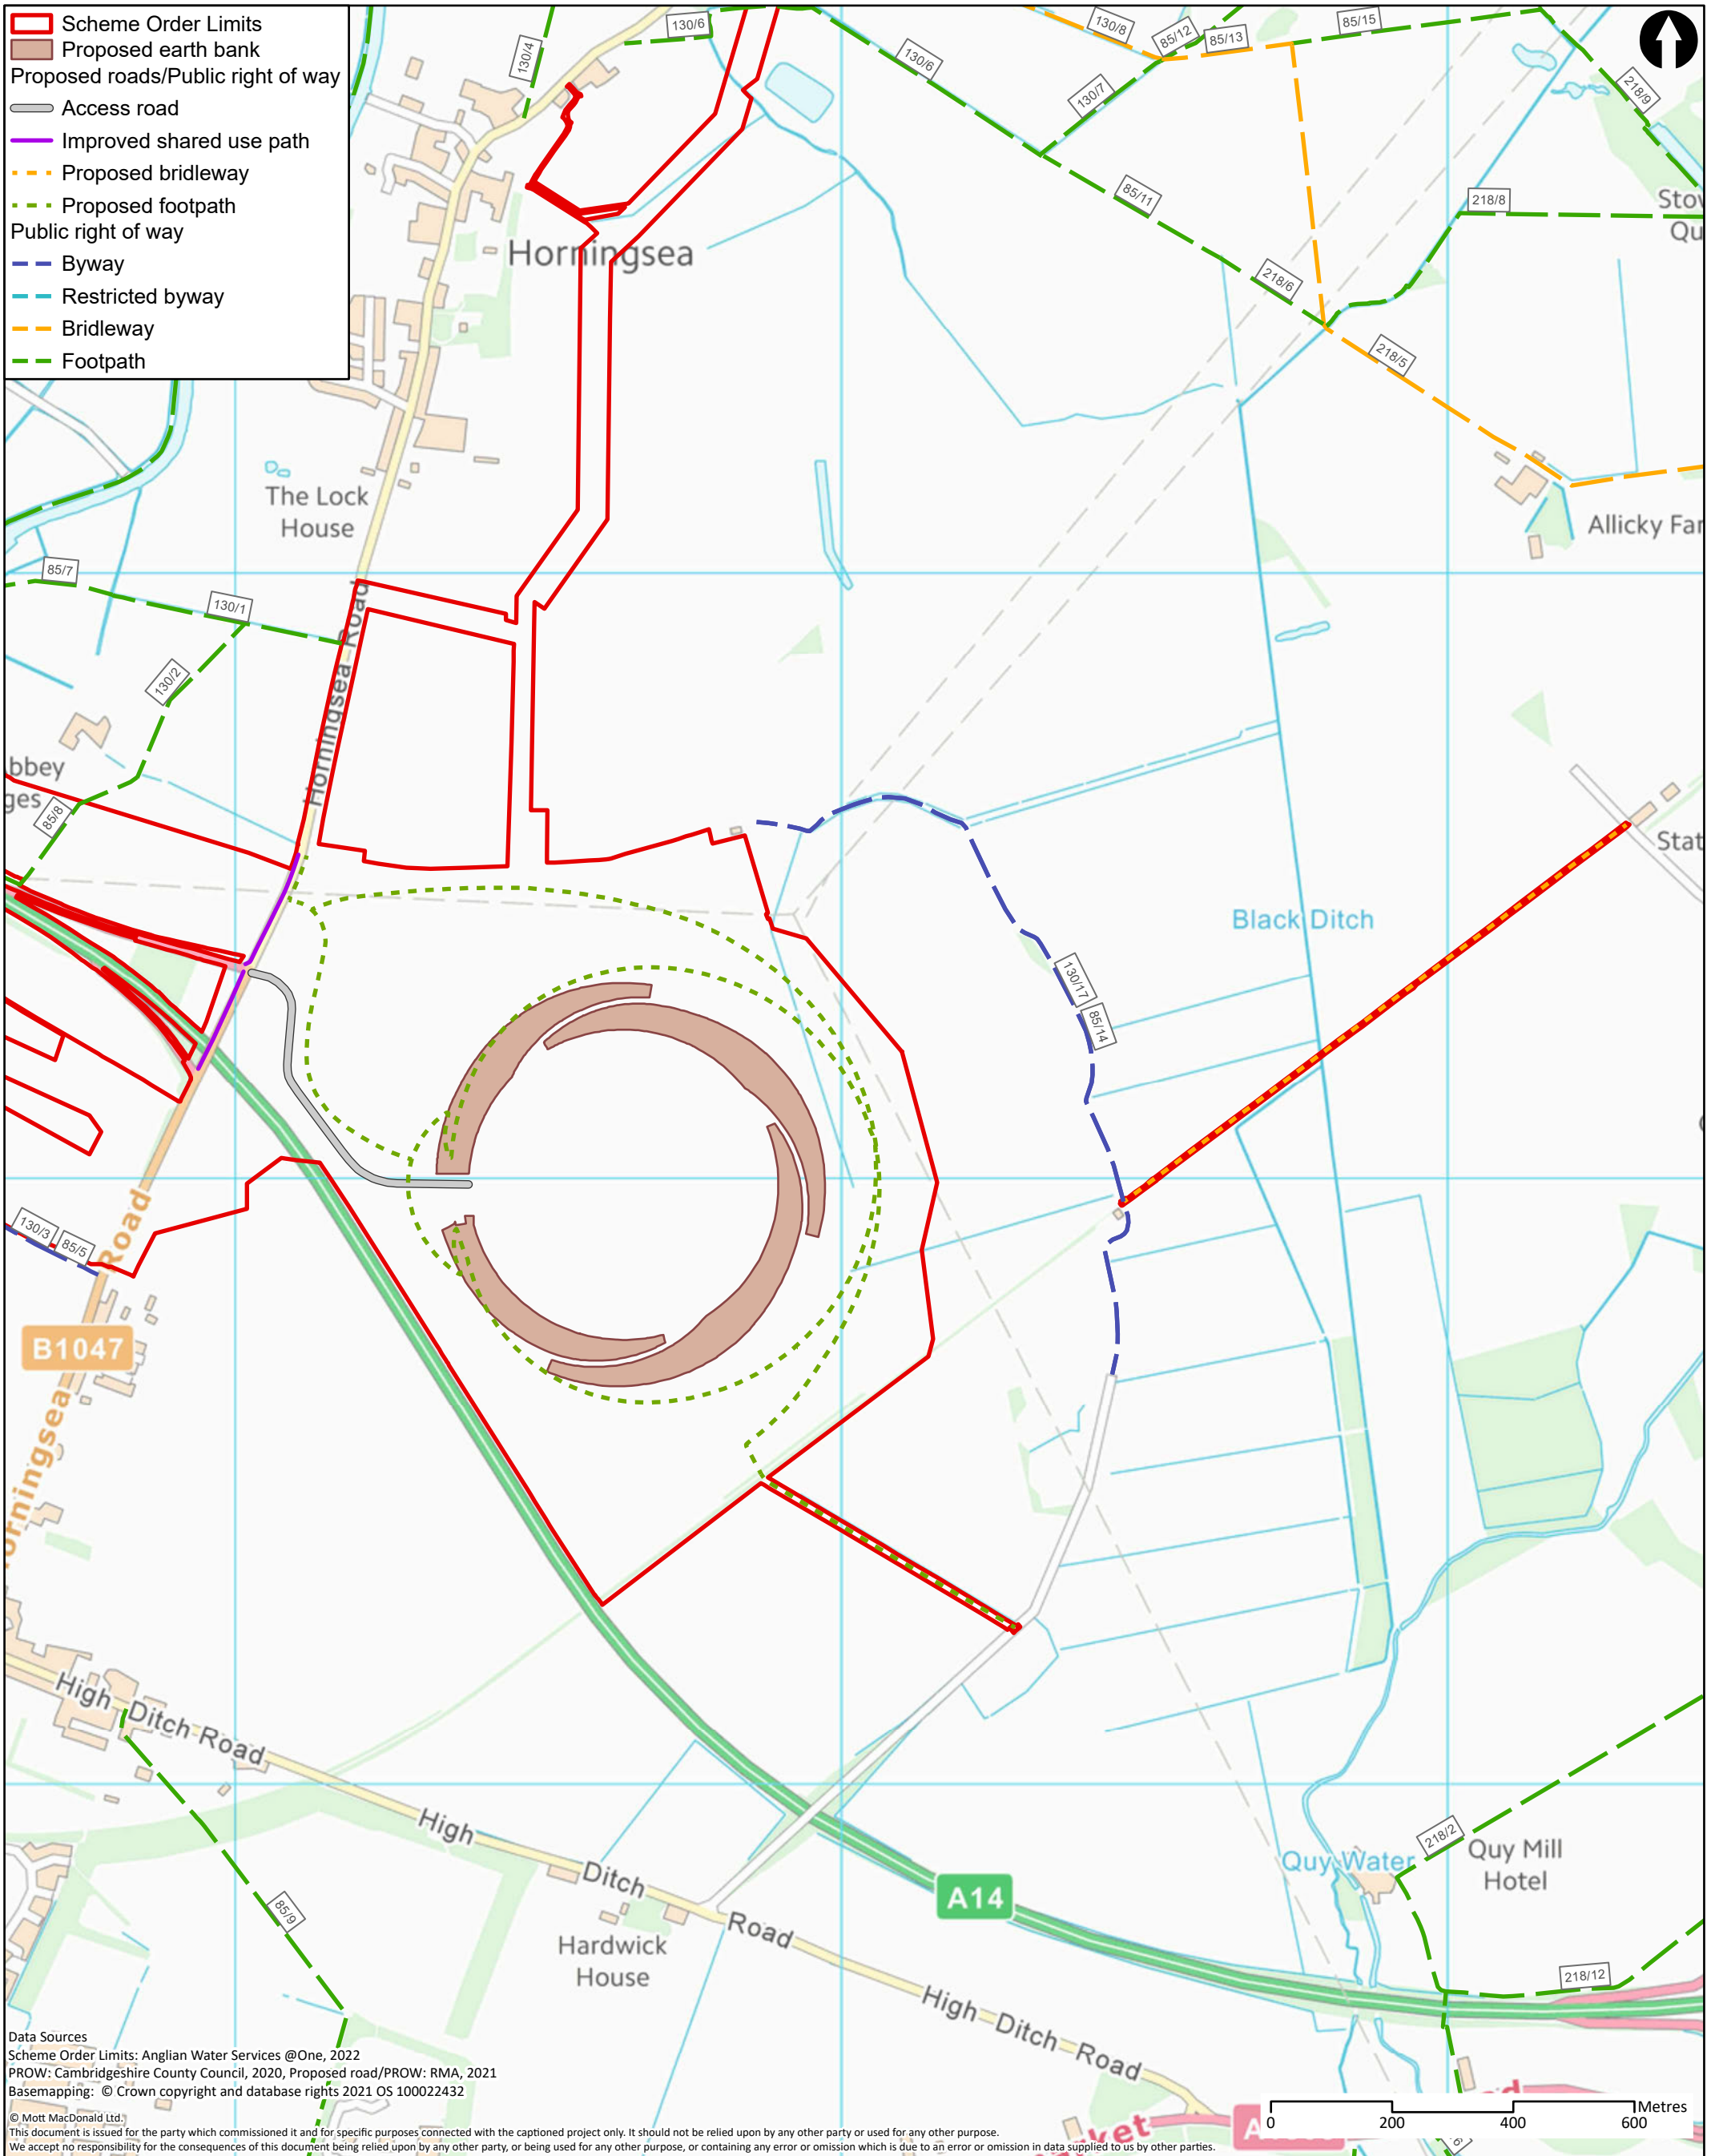 Scheme Order Limits
Proposed earth bank
Proposed roads/Public right of way
Access road
Improved shared use path
Proposed bridleway
Proposed footpath
Public right of way
Byway
Restricted byway
Bridleway
Footpath
130/4
130/6
130/6
130/8
85/12
85/13
85/15
130/7
218/9
85/11
218/8
Stow
Qu
Horningsea
218/6
218/5
The Lock
House
Allicky Far
85/7
130/1
130/2
Horningsea Road
bbey
ges
85/8
Stat
Black Ditch
130/17
85/14
130/3
85/5
Road
B1047
orningsea
High Ditch Road
High
Ditch
Road
High Ditch Road
A14
Hardwick
House
85/9
218/2
Quy Water
Quy Mill
Hotel
218/12
Data Sources
Scheme Order Limits: Anglian Water Services @One, 2022
PROW: Cambridgeshire County Council, 2020, Proposed road/PROW: RMA, 2021
Basemapping: © Crown copyright and database rights 2021 OS 100022432
© Mott MacDonald Ltd.
This document is issued for the party which commissioned it and for specific purposes connected with the captioned project only. It should not be relied upon by any other party or used for any other purpose.
We accept no responsibility for the consequences of this document being relied upon by any other party, or being used for any other purpose, or containing any error or omission which is due to an error or omission in data supplied to us by other parties.
Metres
0 200 400 600